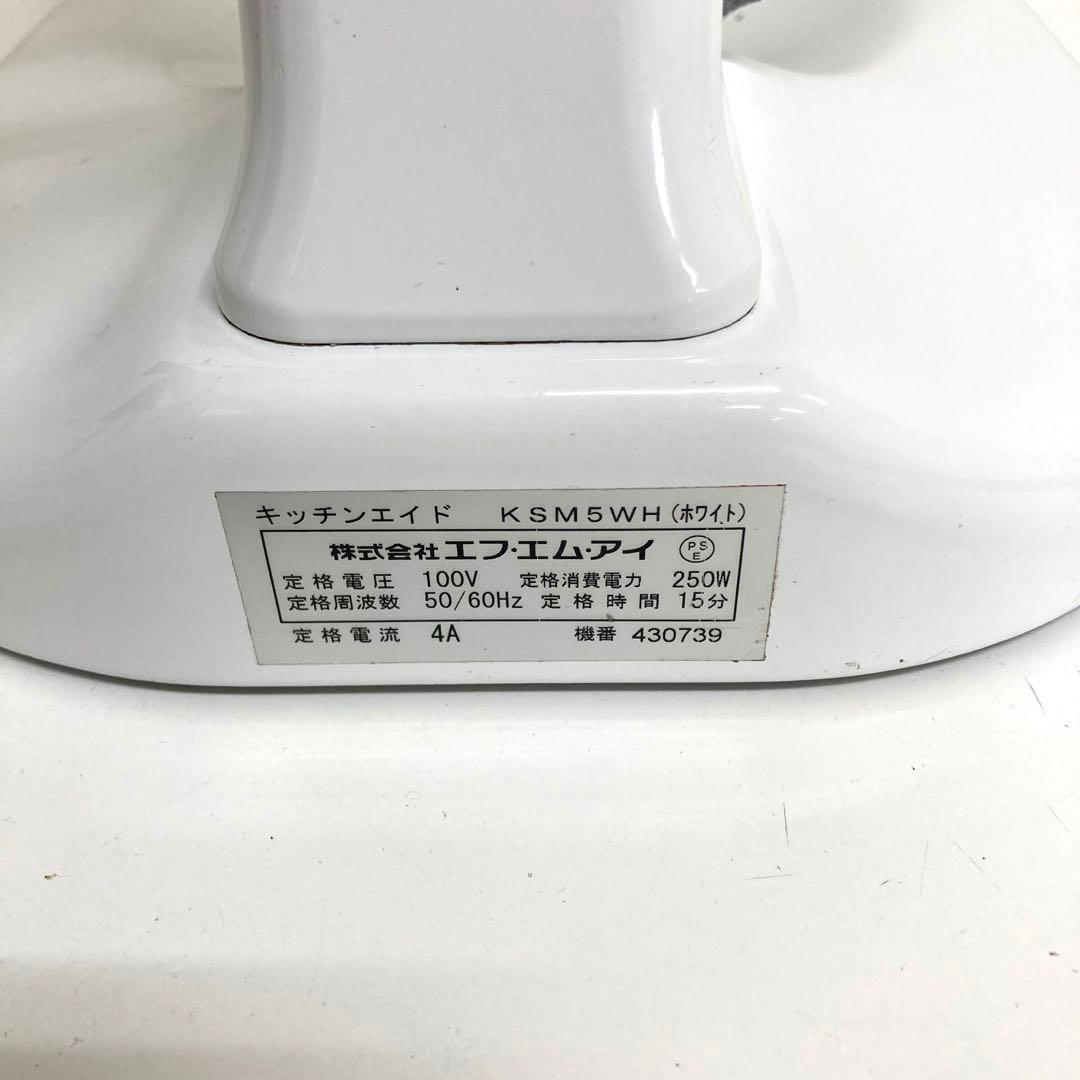 キッチンエイド KSM5WH(ホワイト)
株式会社エフ・エム・アイ PSE
定格電圧 100V 定格消費電力 250W
定格周波数 50/60Hz 定格時間 15分
定格電流 4A 機番 430739